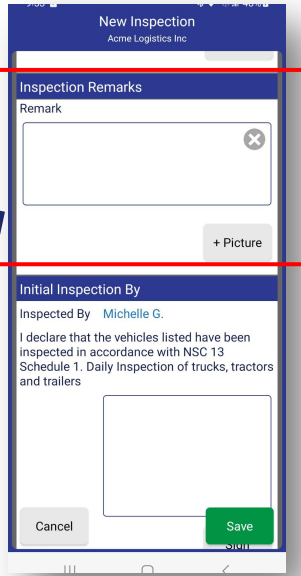 New Inspection
Acme Logistics Inc
Inspection Remarks
Remark
+ Picture
Initial Inspection By
Inspected By Michelle G.
I declare that the vehicles listed have been
inspected in accordance with NSC 13
Schedule 1. Daily Inspection of trucks, tractors
and trailers
Cancel
Save